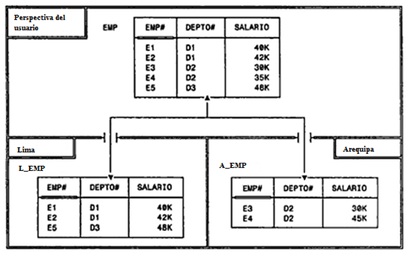 Perspectiva del
usuario
EMP
EMP# DEPTO# SALARIO
E1 D1 40K
E2 D1 42K
E3 D2 30K
E4 D2 35K
E5 D3 48K
Lima
Arequipa
L_EMP
EMP# DEPTO# SALARIO
E1 D1 40K
E2 D1 42K
E5 D3 48K
A_EMP
EMP# DEPTO# SALARIO
E3 D2 30K
E4 D2 45K